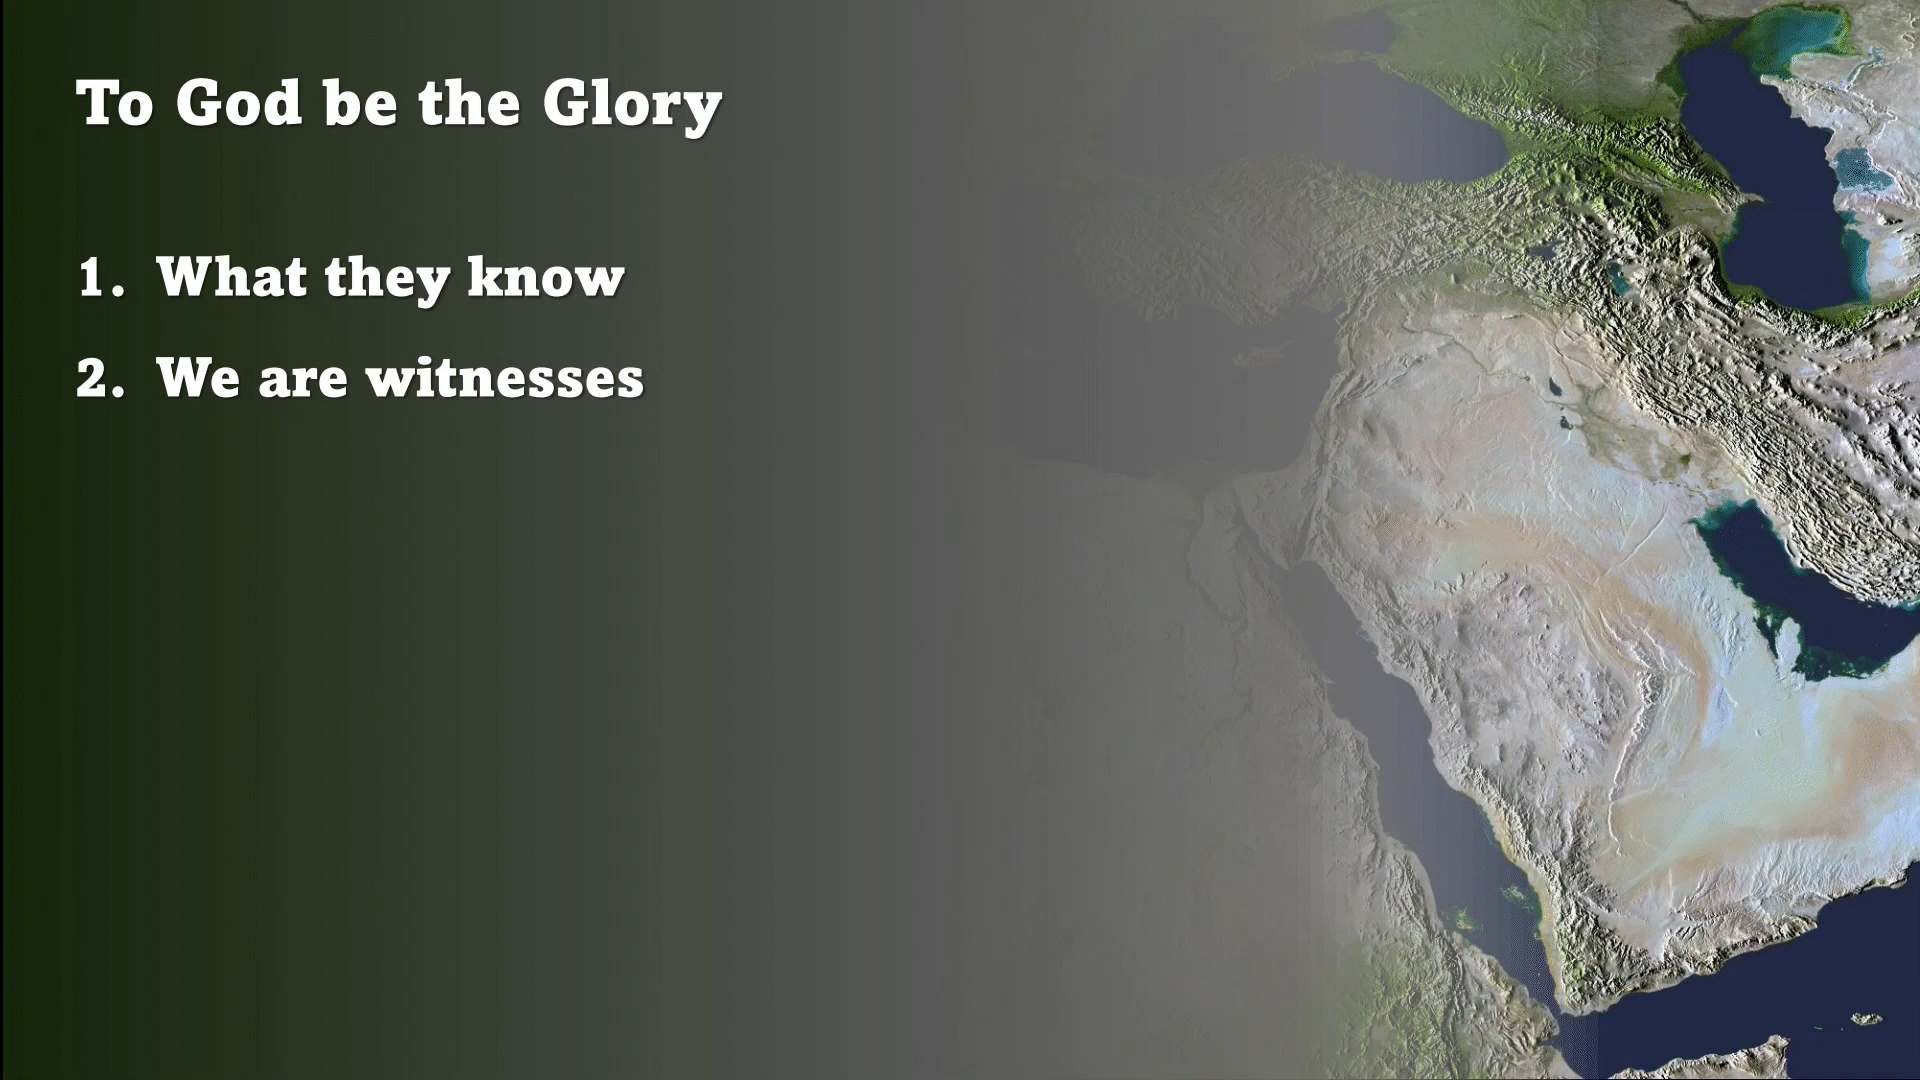 To God be the Glory
1. What they know
2. We are witnesses